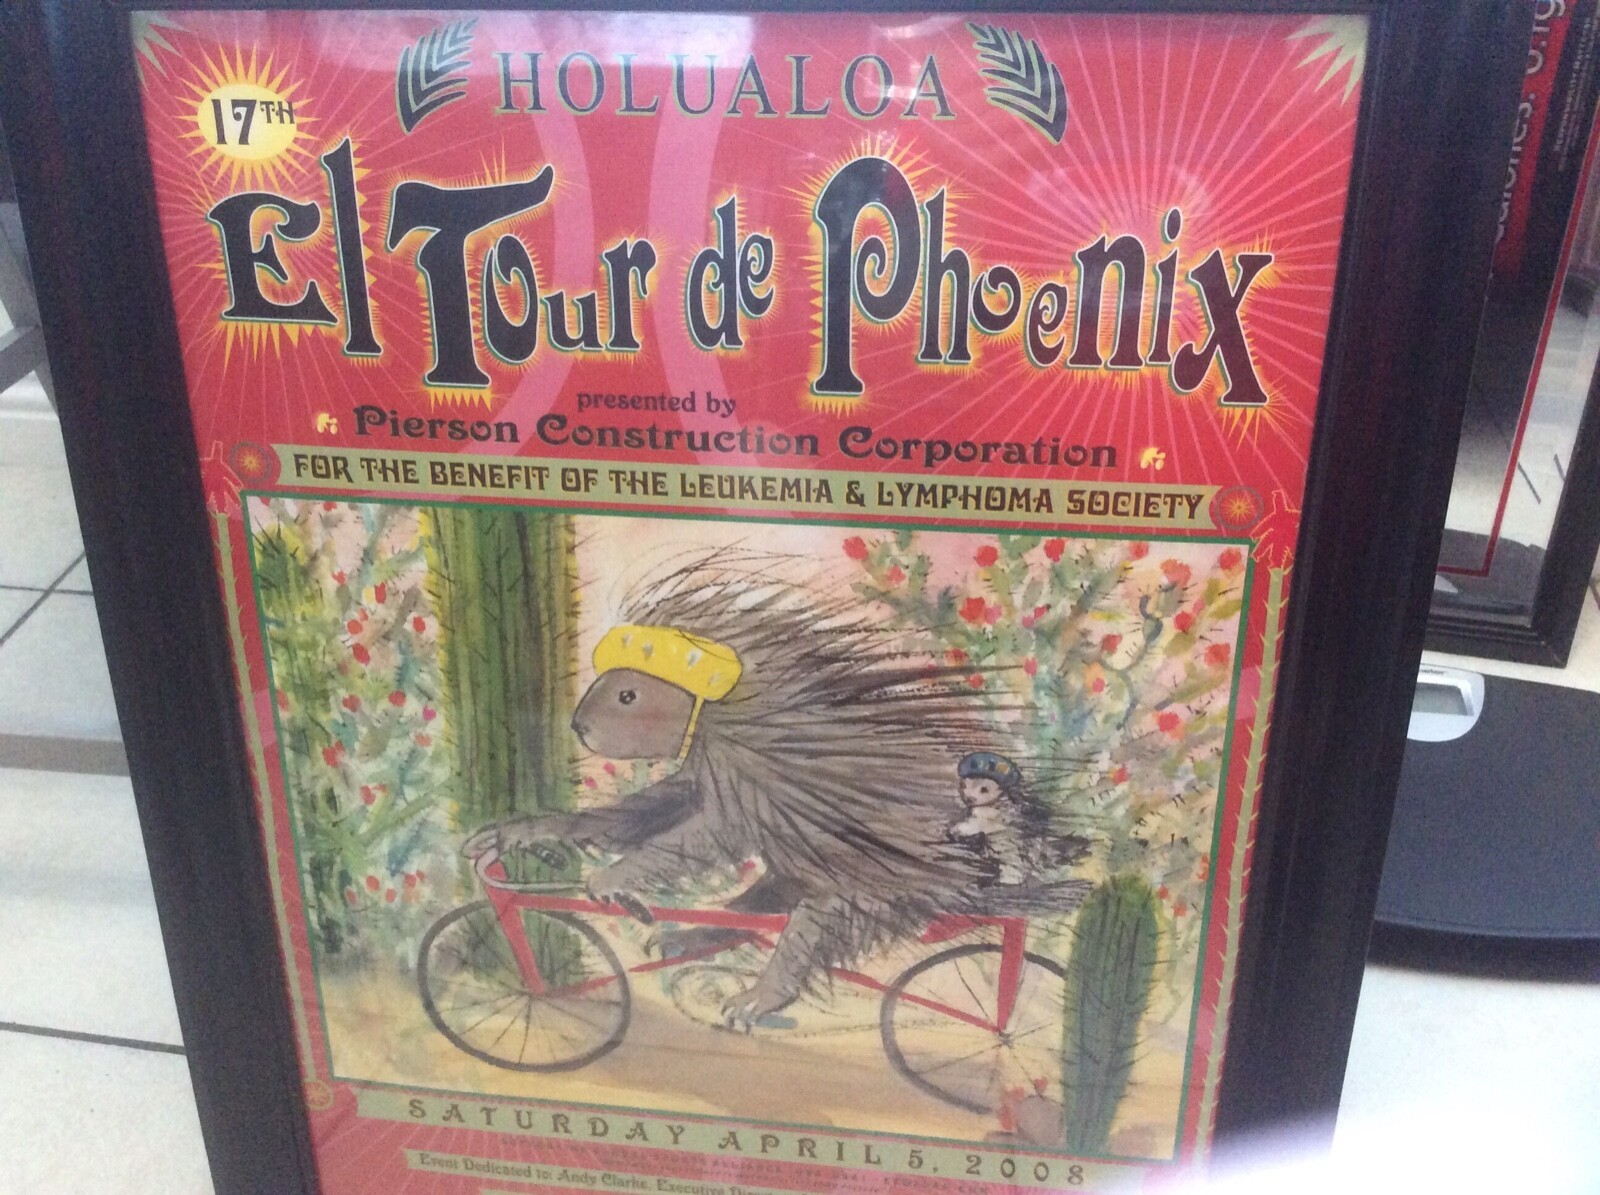 17TH
HOLUALOA
El Tour de Phoenix
presented by
Pierson Construction Corporation
FOR THE BENEFIT OF THE LEUKEMIA & LYMPHOMA SOCIETY
SATURDAY APRIL 5, 2008
Event Dedicated to: Andy Clarke, Executive